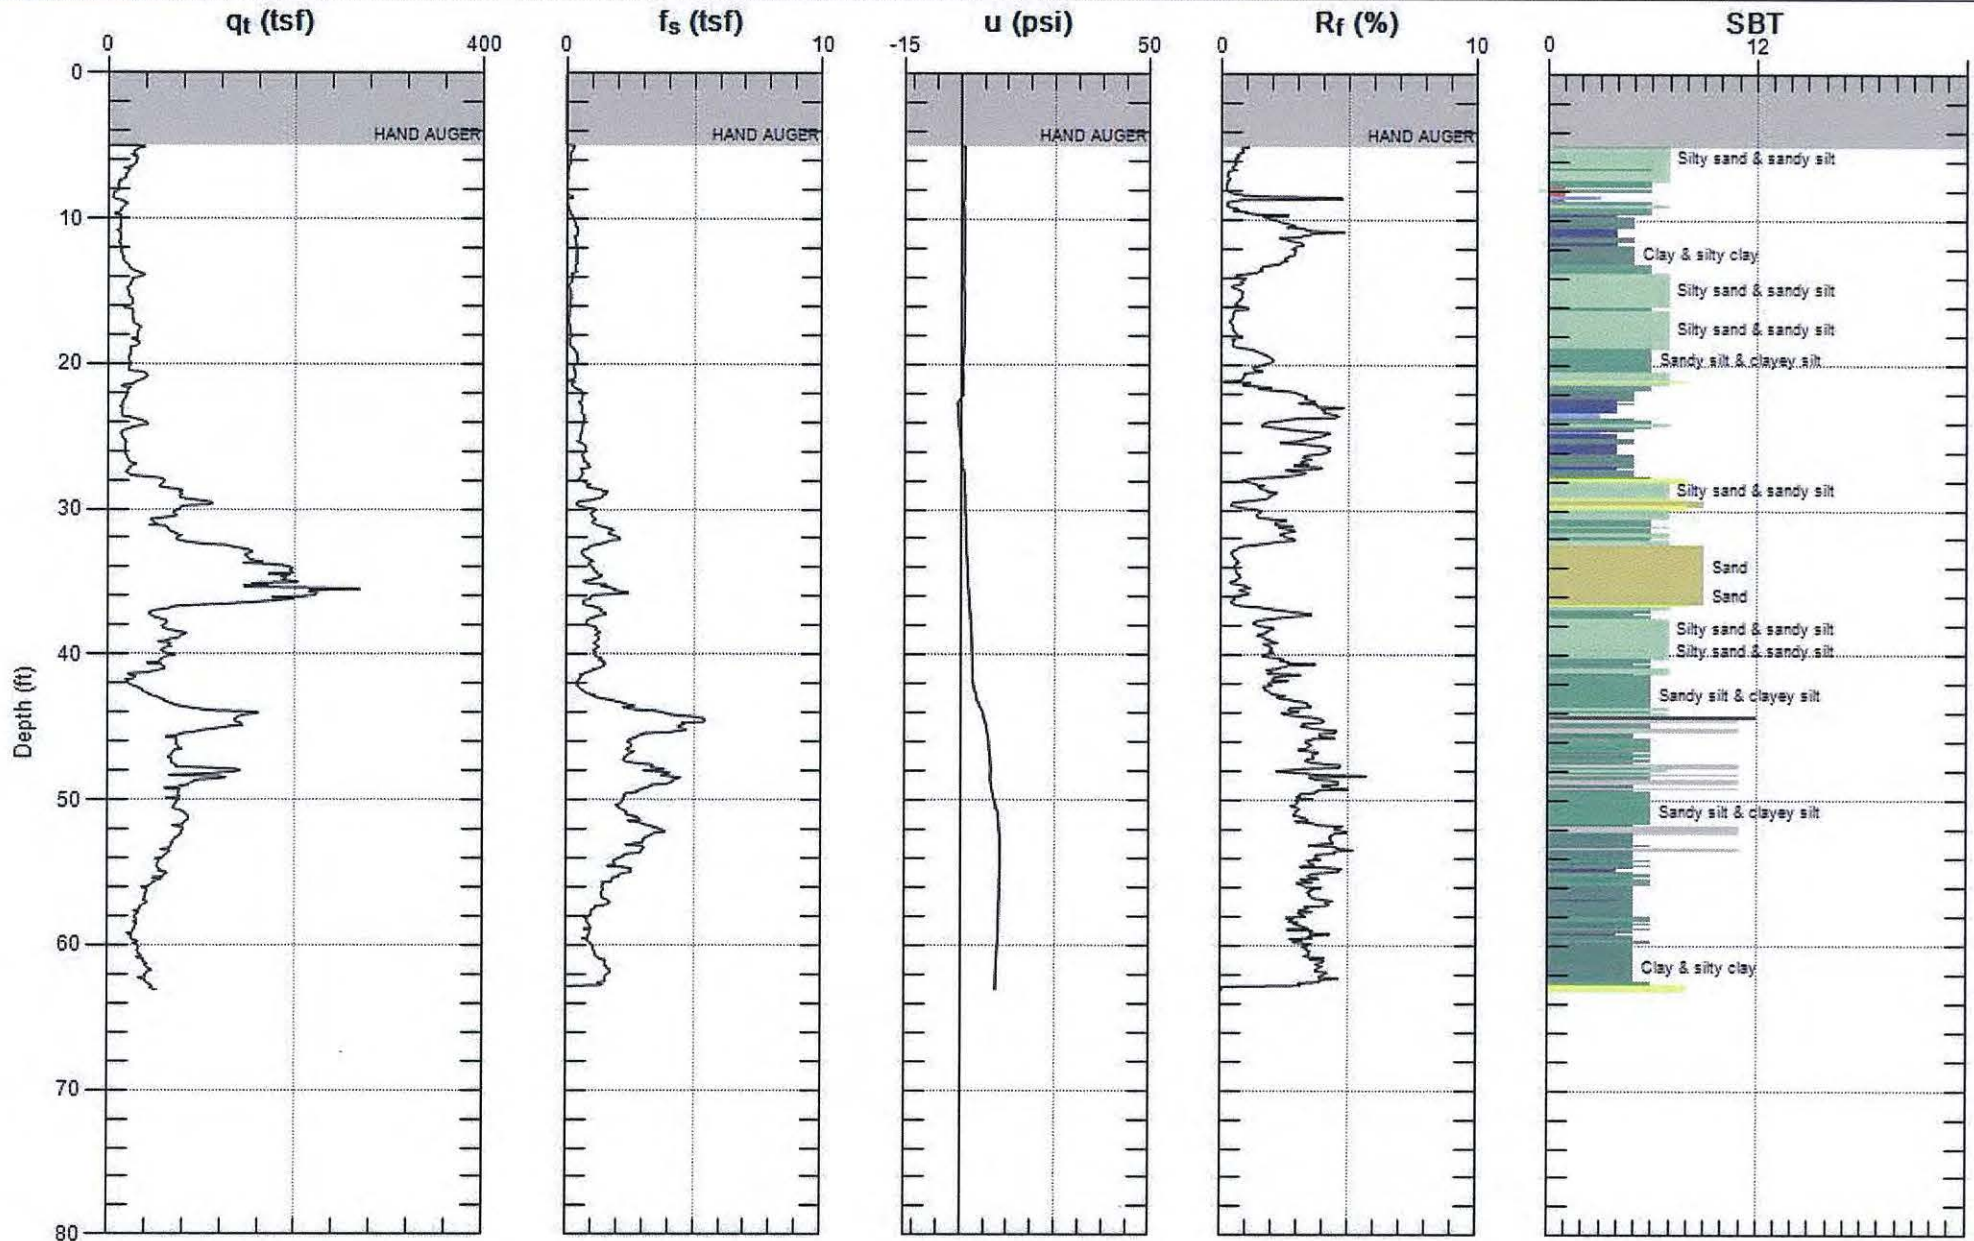 qt (tsf) fs (tsf) u (psi) Rf (%) SBT
0 400 0 10 -15 50 0 10 0 12
0
HAND AUGER HAND AUGER HAND AUGER HAND AUGER
Silty sand & sandy silt
10
Clay & silty clay
Silty sand & sandy silt
Silty sand & sandy silt
20
Sandy silt & clayey silt
Silty sand & sandy silt
30
Sand
Sand
Silty sand & sandy silt
40
Silty sand & sandy silt
Sandy silt & clayey silt
Depth (ft)
50
Sandy silt & clayey silt
60
Clay & silty clay
70
80